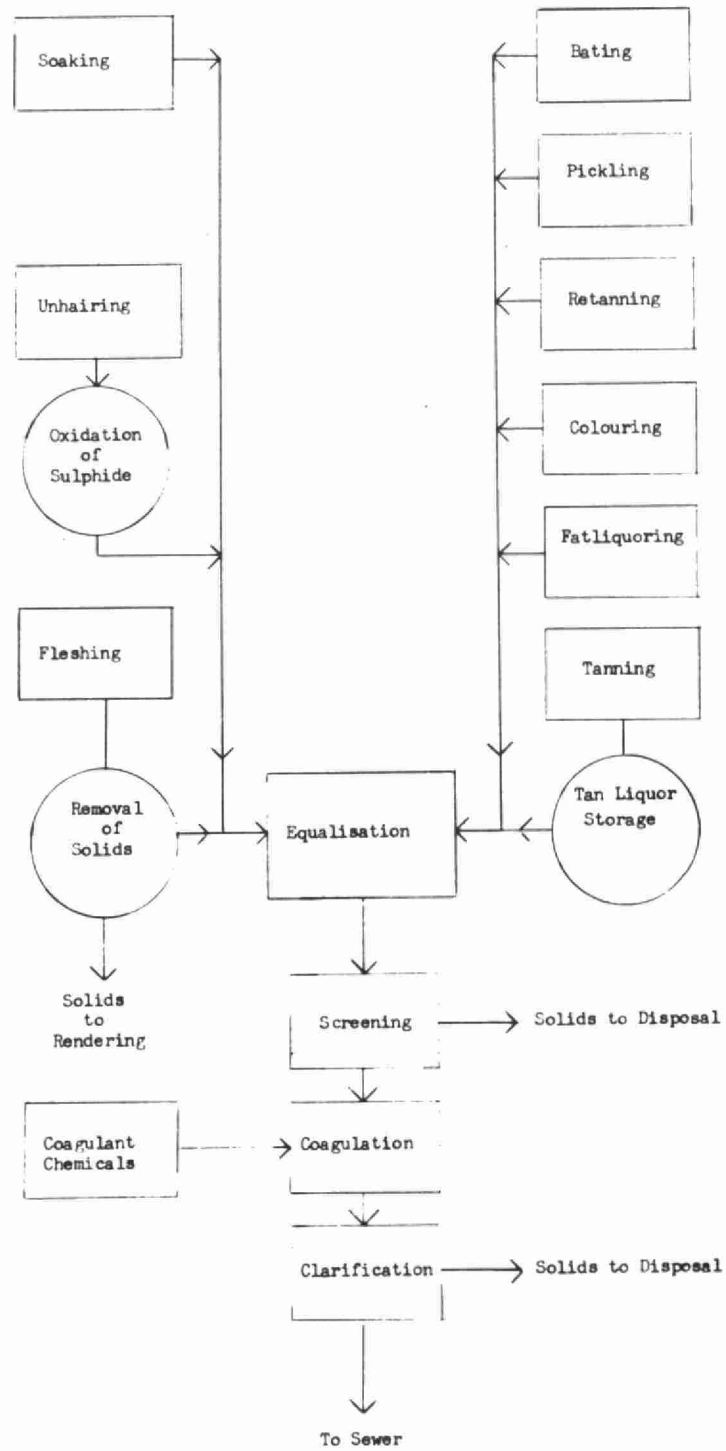 Soaking
Bating
Pickling
Unhairing
Retanning
Oxidation
of
Sulphide
Colouring
Fatliquoring
Fleshing
Tanning
Removal
of
Solids
Equalisation
Tan Liquor
Storage
Solids
to
Rendering
Screening
Solids to Disposal
Coagulant
Chemicals
Coagulation
Clarification
Solids to Disposal
To Sewer